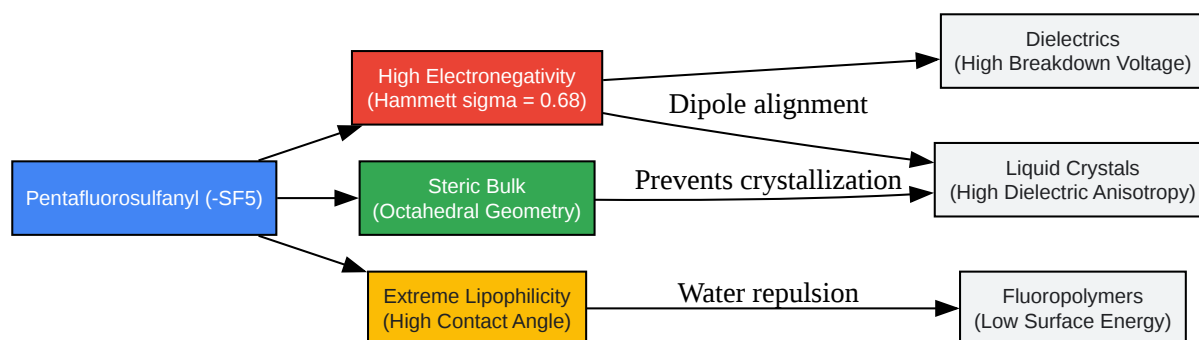 Pentafluorosulfanyl (-SF5)
High Electronegativity
(Hammett sigma = 0.68)
Steric Bulk
(Octahedral Geometry)
Extreme Lipophilicity
(High Contact Angle)
Dipole alignment
Prevents crystallization
Water repulsion
Dielectrics
(High Breakdown Voltage)
Liquid Crystals
(High Dielectric Anisotropy)
Fluoropolymers
(Low Surface Energy)